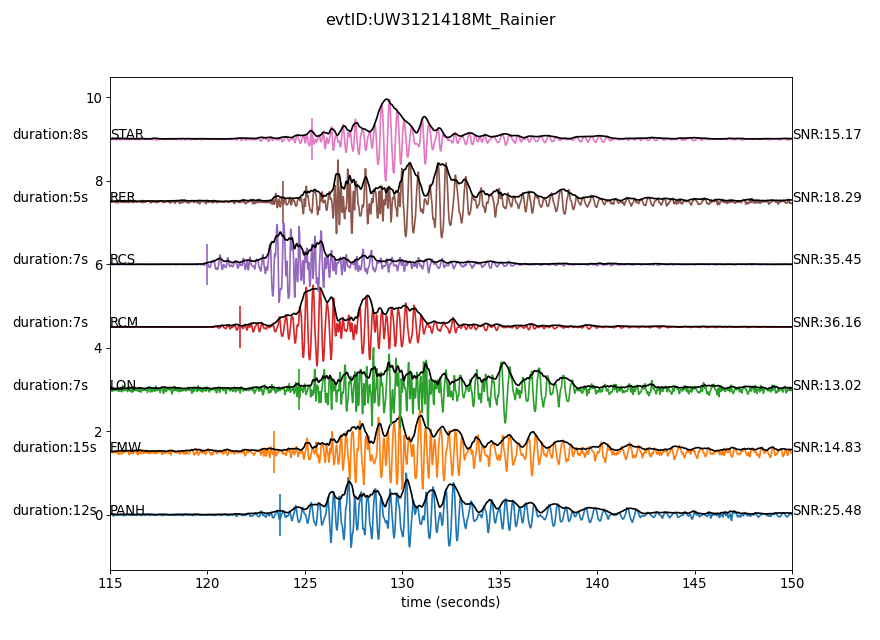 evtID:UW3121418Mt_Rainier
10
duration:8s STAR SNR:15.17
8
duration:5s RER SNR:18.29
duration:7s RCS SNR:35.45
6
duration:7s RCM SNR:36.16
4
duration:7s LON SNR:13.02
2
duration:15s FMW SNR:14.83
duration:12s PANH SNR:25.48
0
115 120 125 130 135 140 145 150
time (seconds)